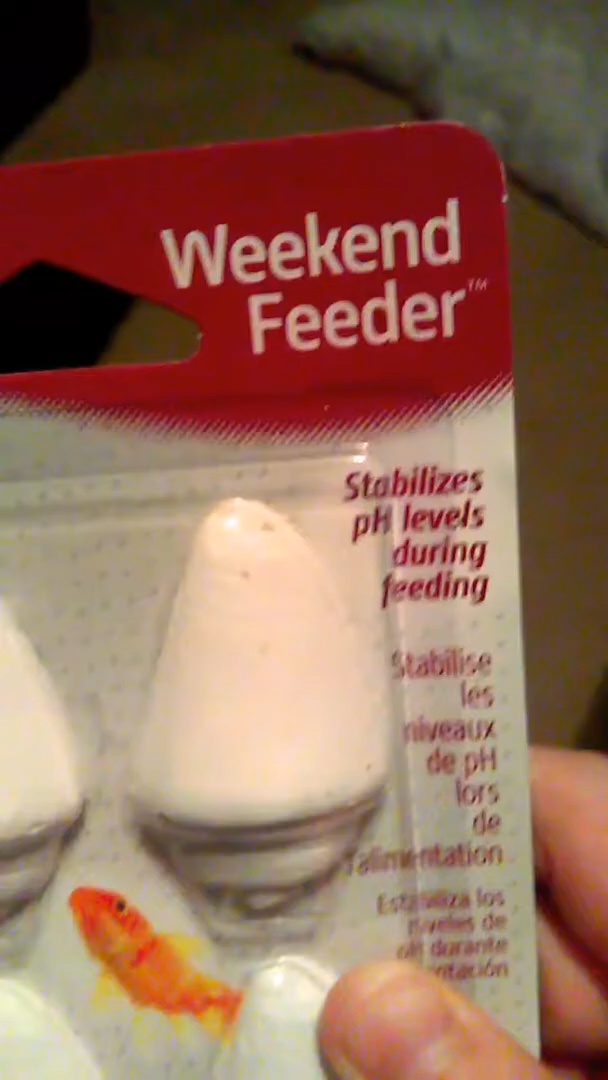 Weekend
Feeder™
Stabilizes
pH levels
during
feeding
Stabilise
les
niveaux
de pH
lors
de
l'alimentation
Estabiliza los
niveles de
pH durante